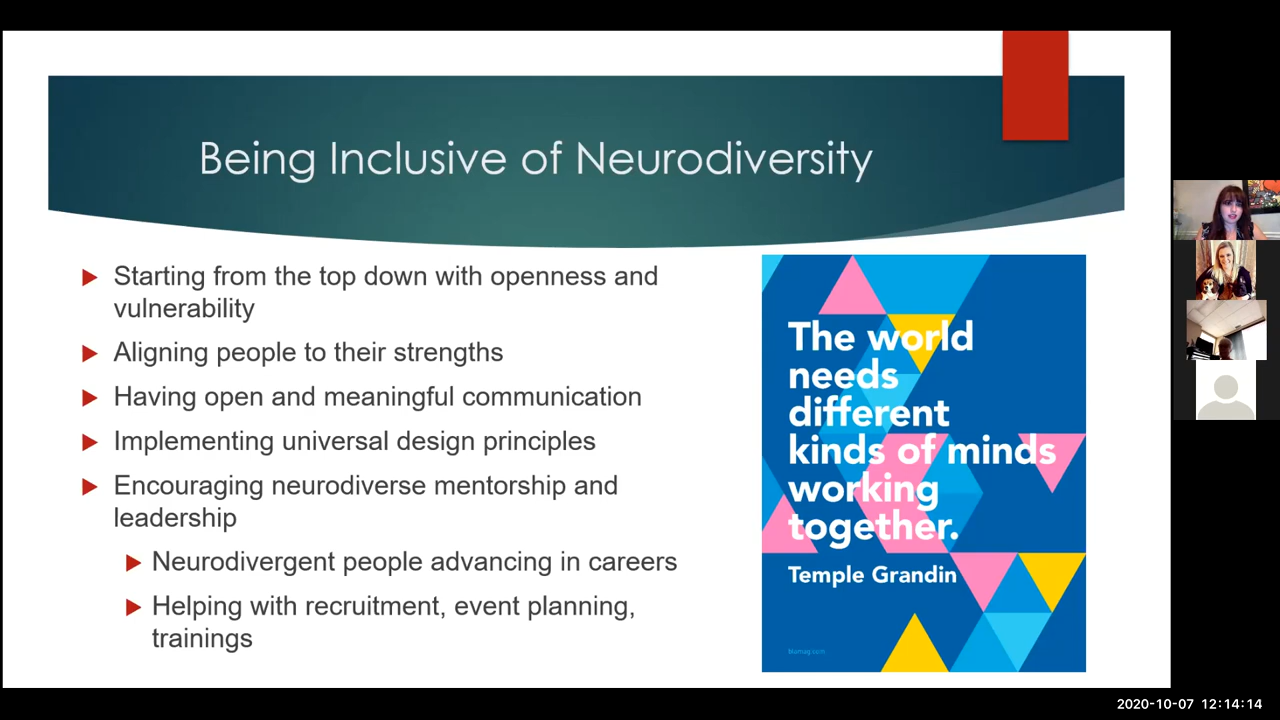 Being Inclusive of Neurodiversity
Starting from the top down with openness and
vulnerability
Aligning people to their strengths
Having open and meaningful communication
Implementing universal design principles
Encouraging neurodiverse mentorship and
leadership
Neurodivergent people advancing in careers
Helping with recruitment, event planning,
trainings
The world
needs
different
kinds of minds
working
together.
Temple Grandin
2020-10-07 12:14:14